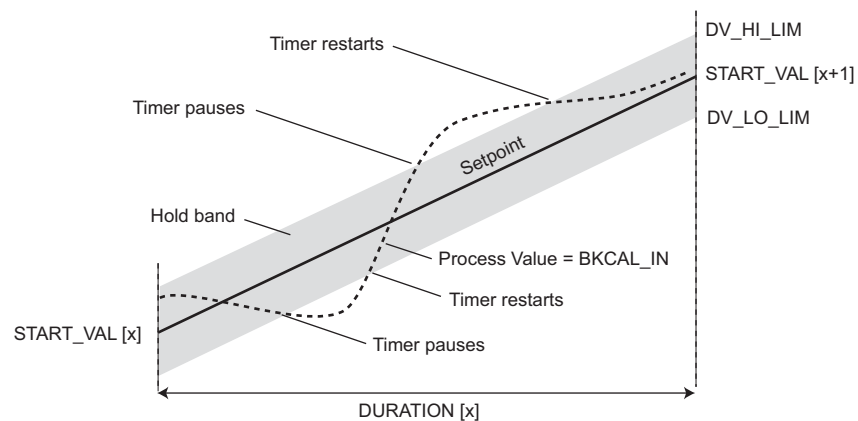 DV_HI_LIM
Timer restarts
START_VAL [x+1]
Timer pauses
DV_LO_LIM
Setpoint
Hold band
Process Value = BKCAL_IN
Timer restarts
START_VAL [x]
Timer pauses
DURATION [x]